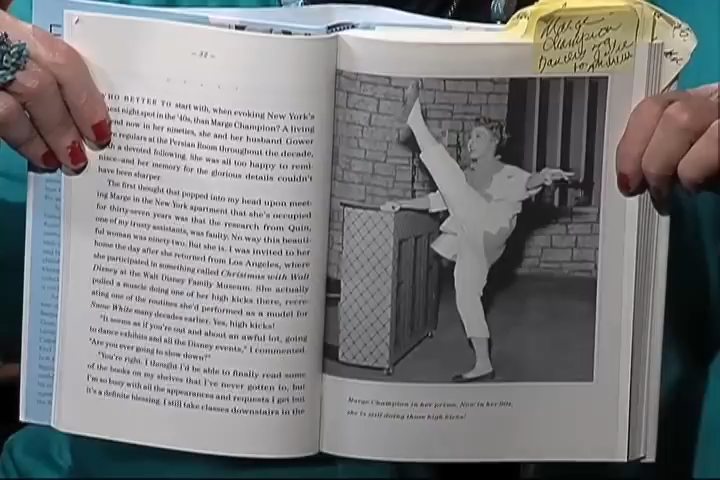 Marge
Champion
Dancer
~ 32 ~
WHO BETTER TO start with, when evoking New York's
nightspot in the '40s, than Marge Champion? A living
end now in her nineties, she and her husband Gower
regulars at the Persian Room throughout the decade,
h a devoted following. She was all too happy to remi-
nisce—and her memory for the glorious details couldn't
have been sharper.
The first thought that popped into my head upon meet-
ing Marge in the New York apartment that she's occupied
for thirty-seven years was that the research from Quin,
one of my trusty assistants, was faulty. No way this beauti-
ful woman was ninety-two. But she is. I was invited to her
home the day after she returned from Los Angeles, where
she participated in something called Christmas with Walt
Disney at the Walt Disney Family Museum. She actually
pulled a muscle doing one of her high kicks there, recre-
ating one of the routines she'd performed as a model for
Snow White many decades earlier. Yes, high kicks!
"It seems as if you're out and about an awful lot, going
to dance exhibits and all the Disney events," I commented.
"Are you ever going to slow down?"
"You're right. I thought I'd be able to finally read some
of the books on my shelves that I've never gotten to, but
I'm so busy with all the appearances and requests I get but
it's a definite blessing. I still take classes downstairs in the
Marge Champion in her prime. Now in her 90s,
she is still doing those high kicks!